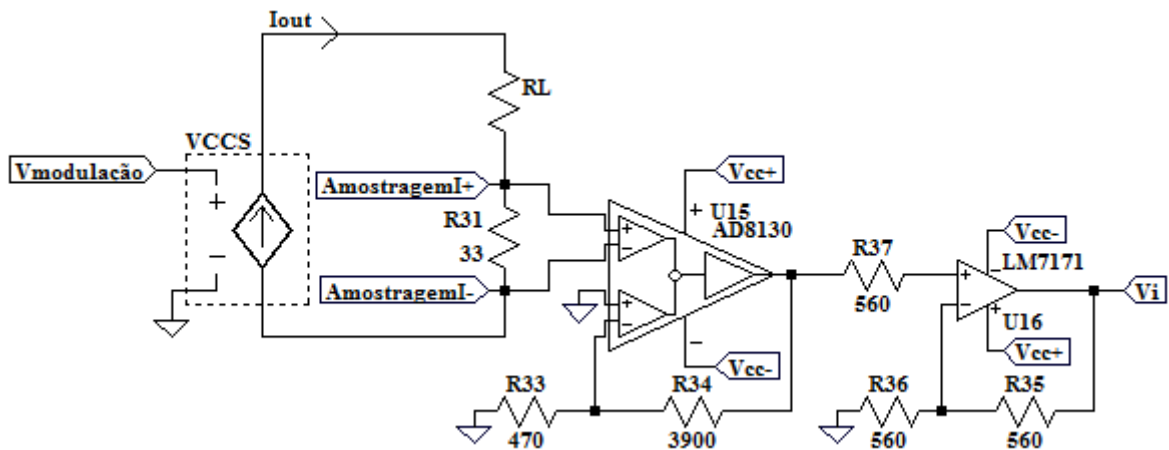 Iout
RL
VCCS
Vmodulação
+
−
AmostragemI+
R31
33
AmostragemI-
Vcc+
+
U15
AD8130
+
−
+
−
−
Vcc-
R33
470
R34
3900
R37
560
Vcc-
−
LM7171
+
−
+
U16
Vcc+
Vi
R36
560
R35
560